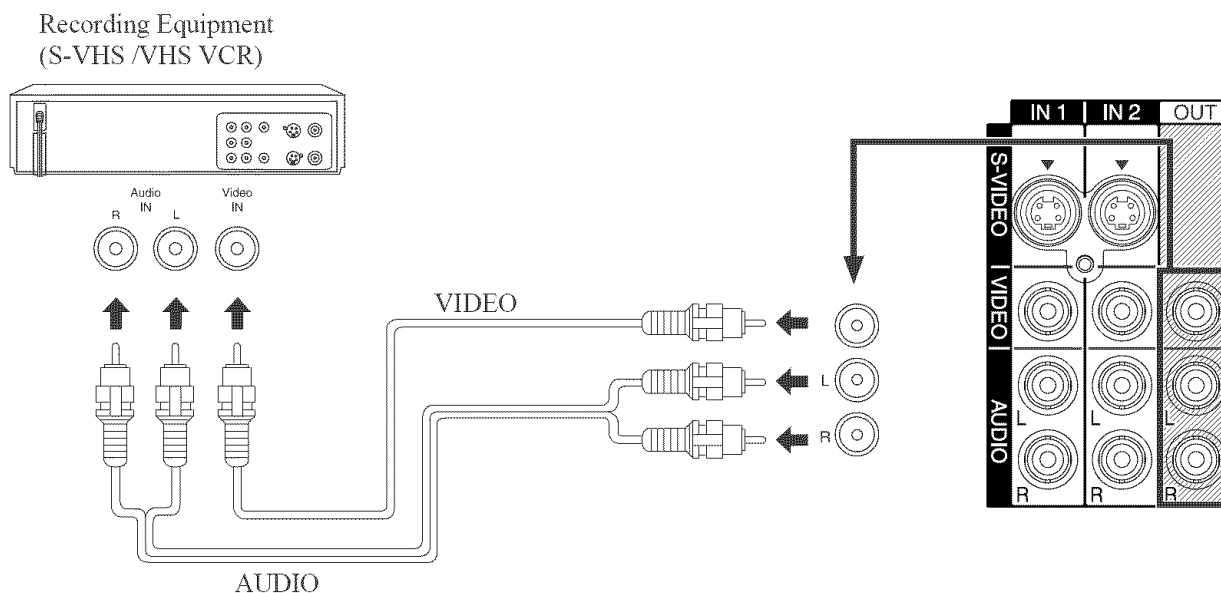 Recording Equipment
(S-VHS /VHS VCR)
Audio
IN
R
L
Video
IN
VIDEO
AUDIO
L
R
IN 1
IN 2
OUT
S-VIDEO
VIDEO
AUDIO
L
L
L
R
R
R